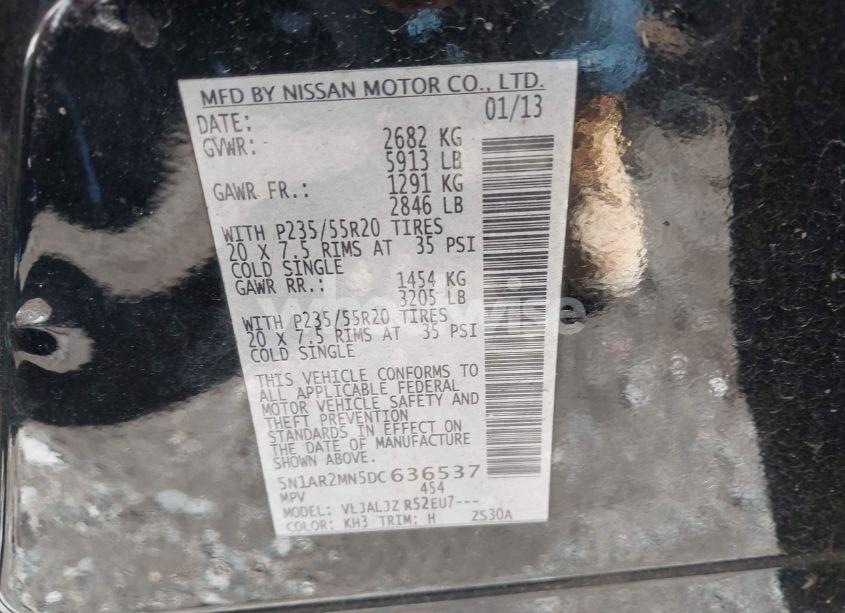 MFD BY NISSAN MOTOR CO., LTD.
DATE: 01/13
GVWR: 2682 KG
5913 LB
GAWR FR.: 1291 KG
2846 LB
WITH P235/55R20 TIRES
20 X 7.5 RIMS AT 35 PSI
COLD SINGLE
GAWR RR.: 1454 KG
3205 LB
WITH P235/55R20 TIRES
20 X 7.5 RIMS AT 35 PSI
COLD SINGLE
THIS VEHICLE CONFORMS TO
ALL APPLICABLE FEDERAL
MOTOR VEHICLE SAFETY AND
THEFT PREVENTION
STANDARDS IN EFFECT ON
THE DATE OF MANUFACTURE
SHOWN ABOVE.
5N1AR2MN5DC 636537
MPV 454
MODEL: VLJALJZ R52EU7---
COLOR: KH3 TRIM: H ZS30A